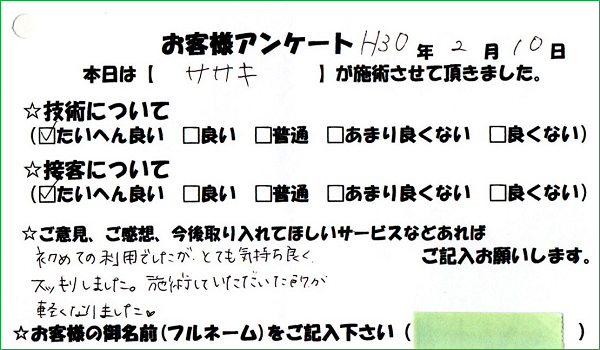 お客様アンケート H30 年 2 月 10 日
本日は【 ササキ 】が施術させて頂きました。
☆技術について
(☑たいへん良い □良い □普通 □あまり良くない □良くない)
☆接客について
(☑たいへん良い □良い □普通 □あまり良くない □良くない)
☆ご意見、ご感想、今後取り入れてほしいサービスなどあれば
ご記入お願いします。
初めての利用でしたが、とても気持ち良く、
スッキリしました。施術していただいた所が
軽くなりました♥
☆お客様の御名前(フルネーム)をご記入下さい(